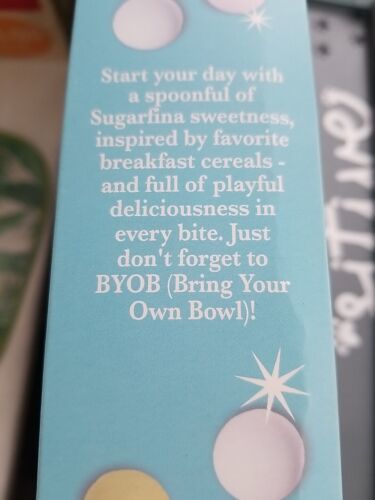 Start your day with
a spoonful of
Sugarfina sweetness,
inspired by favorite
breakfast cereals -
and full of playful
deliciousness in
every bite. Just
don't forget to
BYOB (Bring Your
Own Bowl)!